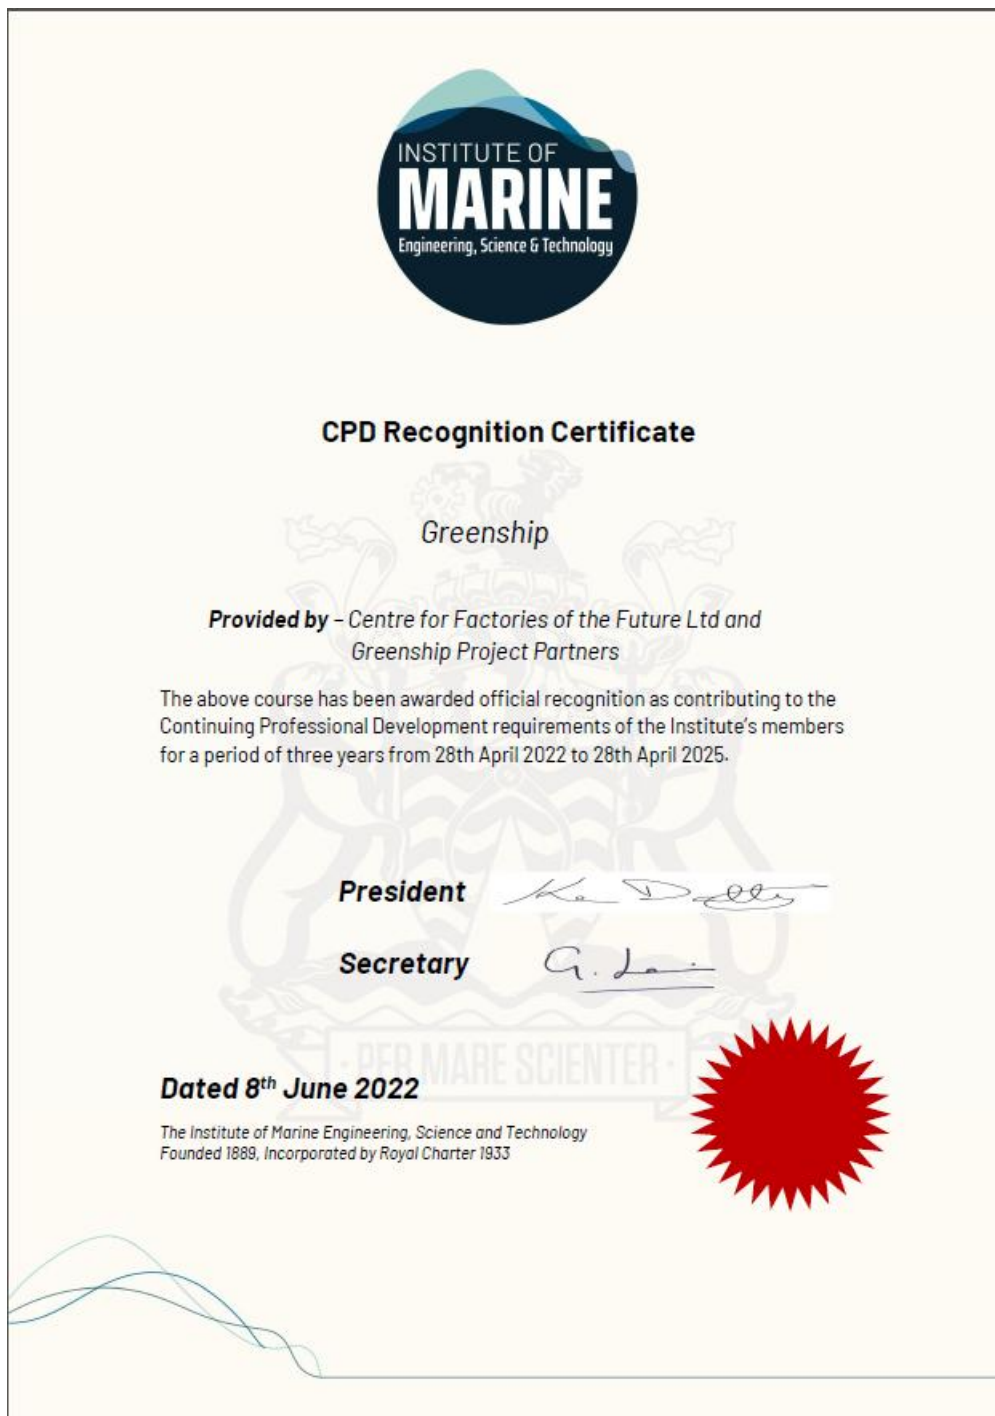 INSTITUTE OF
MARINE
Engineering, Science & Technology
CPD Recognition Certificate
Greenship
Provided by – Centre for Factories of the Future Ltd and
Greenship Project Partners
The above course has been awarded official recognition as contributing to the
Continuing Professional Development requirements of the Institute's members
for a period of three years from 28th April 2022 to 28th April 2025.
President
Secretary G. 
· PER MARE SCIENTER ·
Dated 8th June 2022
The Institute of Marine Engineering, Science and Technology
Founded 1889, Incorporated by Royal Charter 1933